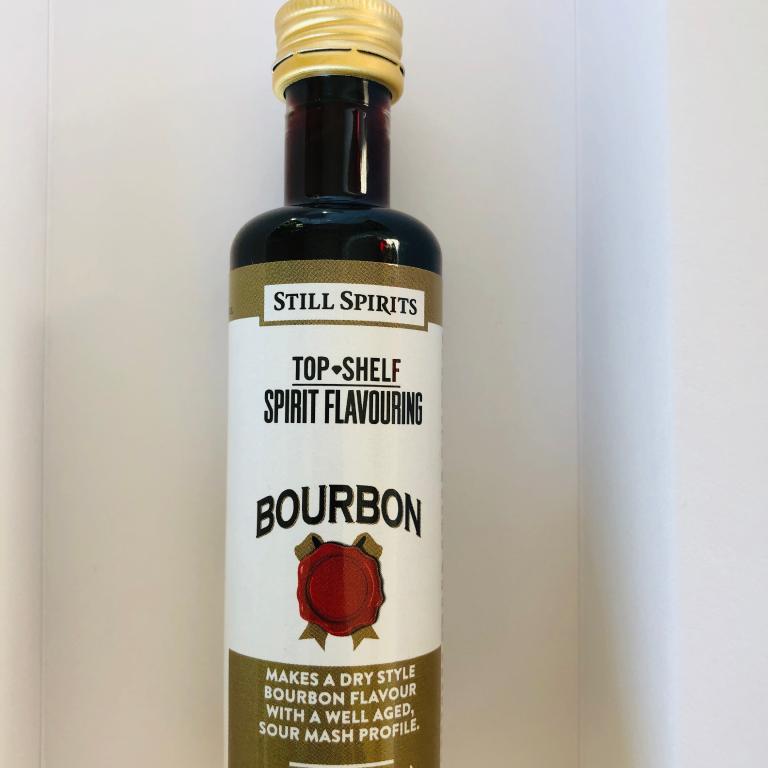 STILL SPIRITS
TOP SHELF
SPIRIT FLAVOURING
BOURBON
MAKES A DRY STYLE
BOURBON FLAVOUR
WITH A WELL AGED,
SOUR MASH PROFILE.